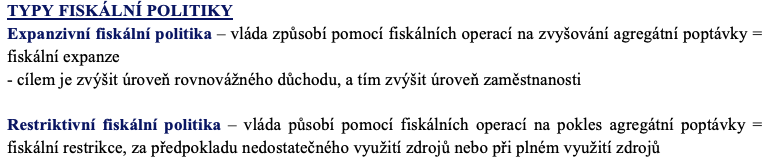 TYPY FISKÁLNÍ POLITIKY
Expanzivní fiskální politika – vláda způsobí pomocí fiskálních operací na zvyšování agregátní poptávky =
fiskální expanze
- cílem je zvýšit úroveň rovnovážného důchodu, a tím zvýšit úroveň zaměstnanosti
Restriktivní fiskální politika – vláda působí pomocí fiskálních operací na pokles agregátní poptávky =
fiskální restrikce, za předpokladu nedostatečného využití zdrojů nebo při plném využití zdrojů